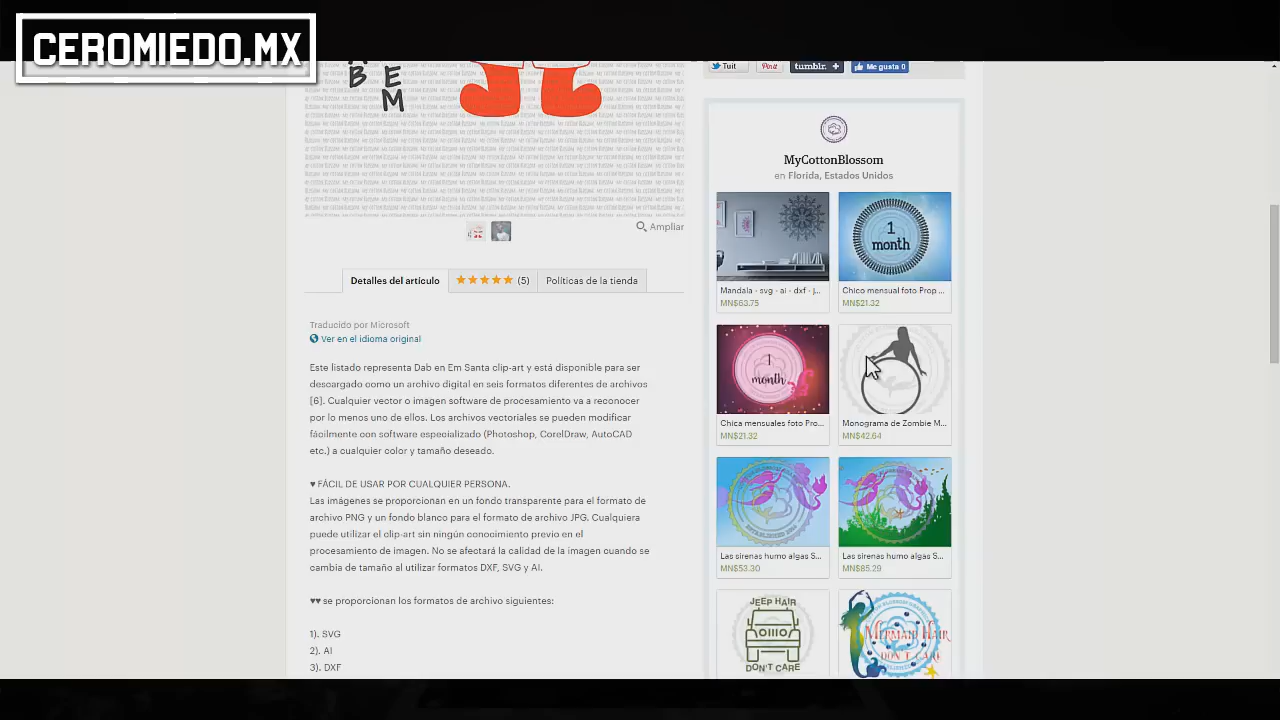 CEROMIEDO.MX
B E
M
Tuit
Pin it
tumblr. +
Me gusta 0
MyCottonBlossom
en Florida, Estados Unidos
1
month
Mandála - svg - ai - dxf - j...
MN$63.75
Chico mensual foto Prop ...
MN$21.32
Ampliar
Detalles del artículo
(5)
Políticas de la tienda
1
month
Chica mensuales foto Pro...
MN$21.32
Monograma de Zombie M...
MN$42.64
Traducido por Microsoft
Ver en el idioma original
Este listado representa Dab en Em Santa clip-art y está disponible para ser
descargado como un archivo digital en seis formatos diferentes de archivos
[6]. Cualquier vector o imagen software de procesamiento va a reconocer
por lo menos uno de ellos. Los archivos vectoriales se pueden modificar
fácilmente con software especializado (Photoshop, CorelDraw, AutoCAD
etc.) a cualquier color y tamaño deseado.
♥ FÁCIL DE USAR POR CUALQUIER PERSONA.
Las imágenes se proporcionan en un fondo transparente para el formato de
archivo PNG y un fondo blanco para el formato de archivo JPG. Cualquiera
puede utilizar el clip-art sin ningún conocimiento previo en el
procesamiento de imagen. No se afectará la calidad de la imagen cuando se
cambia de tamaño al utilizar formatos DXF, SVG y AI.
♥♥ se proporcionan los formatos de archivo siguientes:
1). SVG
2). AI
3). DXF
Las sirenas humo algas S...
MN$53.30
Las sirenas humo algas S...
MN$85.29
JEEP HAIR
DON'T CARE
MERMAID HAIR
DON'T CARE